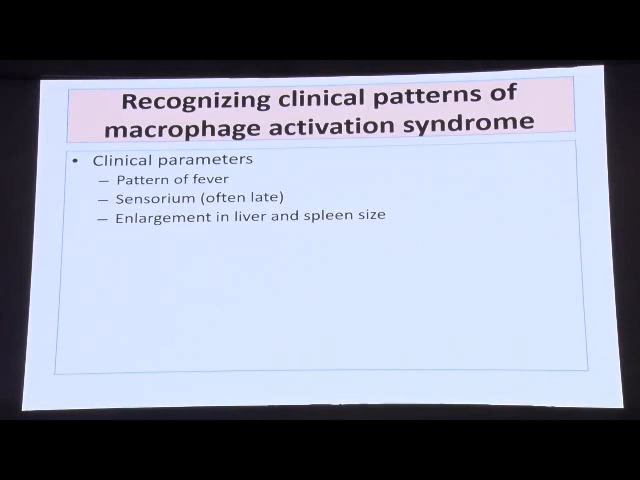 Recognizing clinical patterns of
macrophage activation syndrome
• Clinical parameters
– Pattern of fever
– Sensorium (often late)
– Enlargement in liver and spleen size